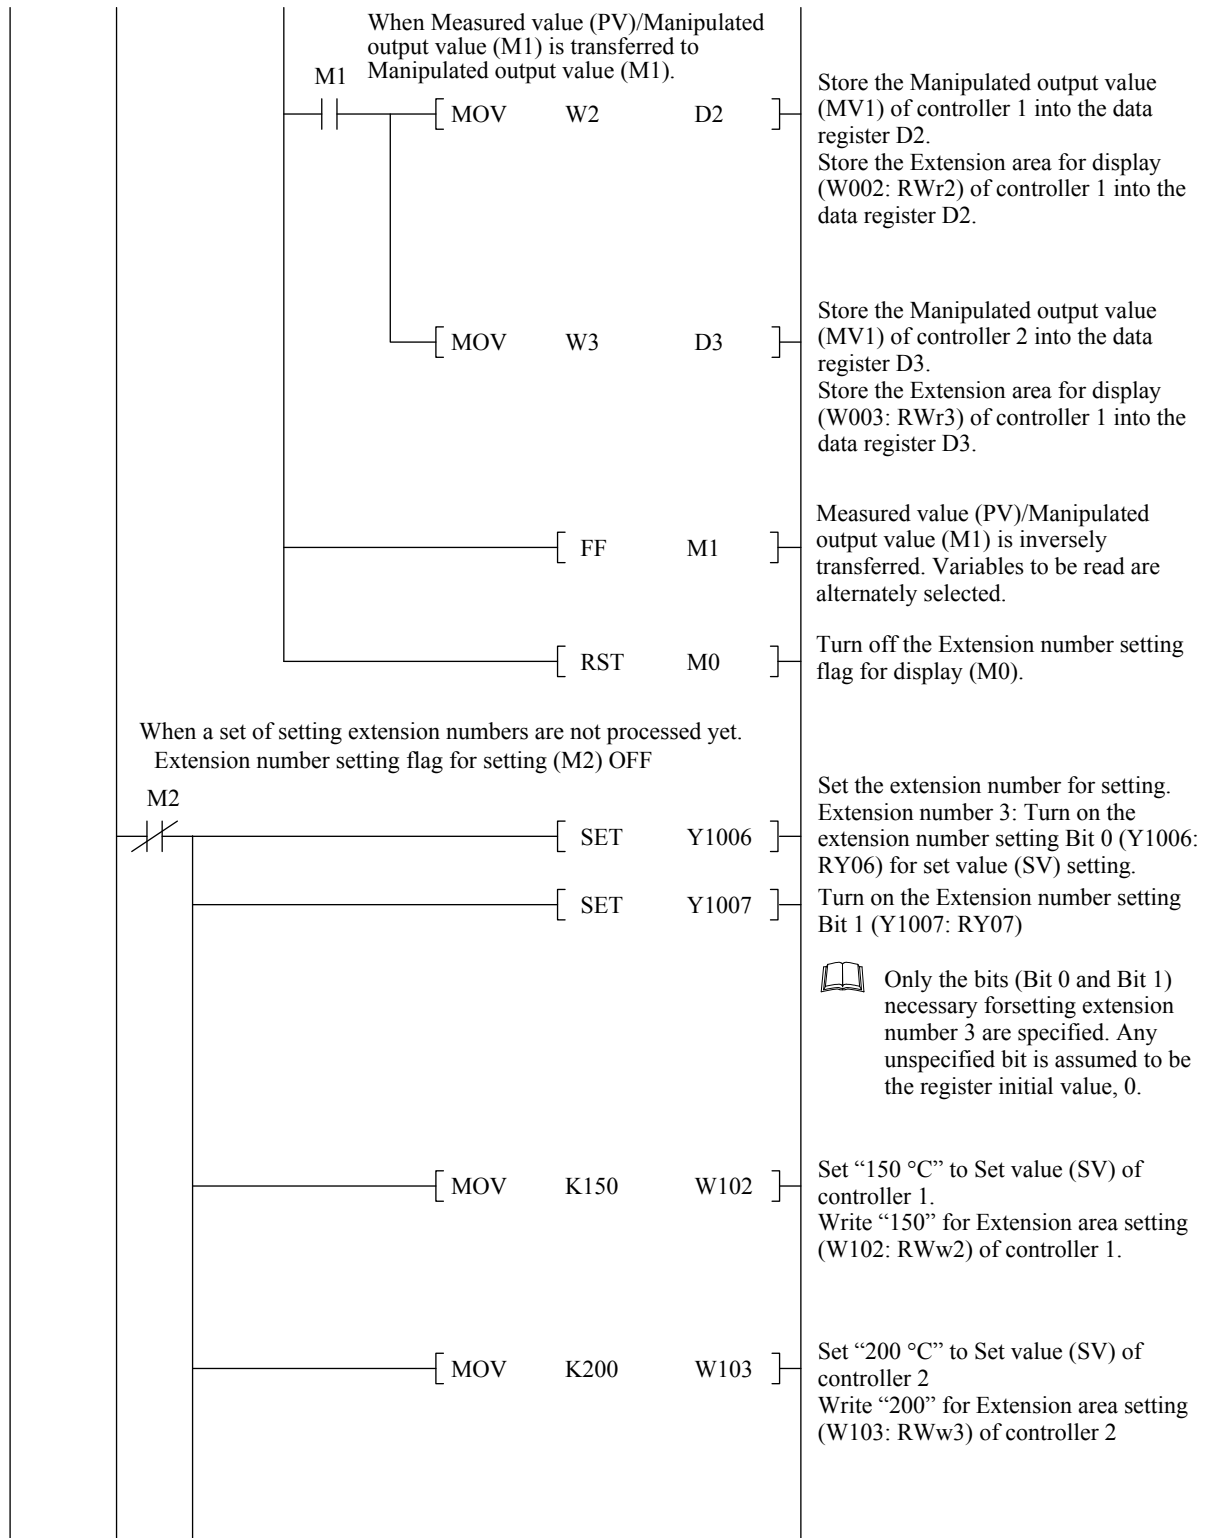 When Measured value (PV)/Manipulated
output value (M1) is transferred to
Manipulated output value (M1).
M1
MOV W2 D2
Store the Manipulated output value
(MV1) of controller 1 into the data
register D2.
Store the Extension area for display
(W002: RWr2) of controller 1 into the
data register D2.
MOV W3 D3
Store the Manipulated output value
(MV1) of controller 2 into the data
register D3.
Store the Extension area for display
(W003: RWr3) of controller 1 into the
data register D3.
FF M1
Measured value (PV)/Manipulated
output value (M1) is inversely
transferred. Variables to be read are
alternately selected.
RST M0
Turn off the Extension number setting
flag for display (M0).
When a set of setting extension numbers are not processed yet.
Extension number setting flag for setting (M2) OFF
M2
SET Y1006
Set the extension number for setting.
Extension number 3: Turn on the
extension number setting Bit 0 (Y1006:
RY06) for set value (SV) setting.
SET Y1007
Turn on the Extension number setting
Bit 1 (Y1007: RY07)
Only the bits (Bit 0 and Bit 1)
necessary forsetting extension
number 3 are specified. Any
unspecified bit is assumed to be
the register initial value, 0.
MOV K150 W102
Set “150 °C” to Set value (SV) of
controller 1.
Write “150” for Extension area setting
(W102: RWw2) of controller 1.
MOV K200 W103
Set “200 °C” to Set value (SV) of
controller 2
Write “200” for Extension area setting
(W103: RWw3) of controller 2